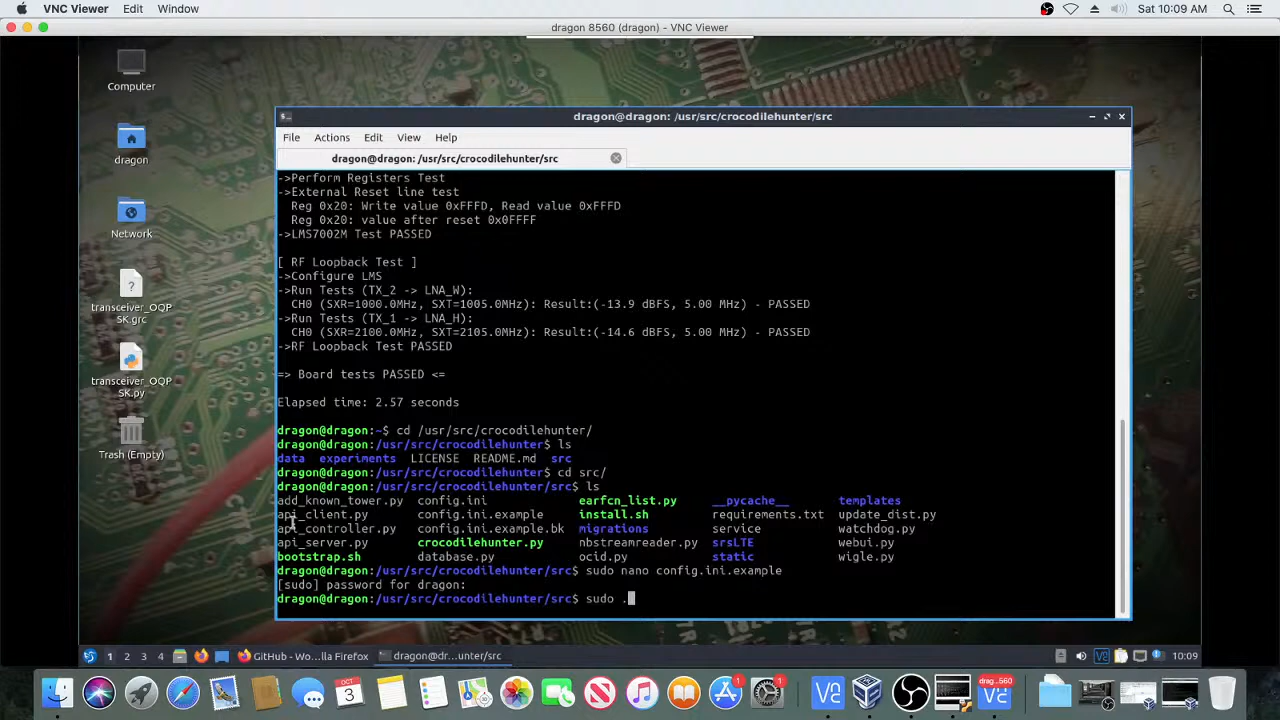 VNC Viewer Edit Window Sat 10:09 AM
dragon 8560 (dragon) - VNC Viewer
Computer
dragon
Network
transceiver_OQP
SK.grc
transceiver_OQP
SK.py
Trash (Empty)
dragon@dragon: /usr/src/crocodilehunter/src
File Actions Edit View Help
dragon@dragon: /usr/src/crocodilehunter/src
->Perform Registers Test
->External Reset line test
Reg 0x20: Write value 0xFFFD, Read value 0xFFFD
Reg 0x20: value after reset 0x0FFFF
->LMS7002M Test PASSED
[ RF Loopback Test ]
->Configure LMS
->Run Tests (TX_2 -> LNA_W):
CH0 (SXR=1000.0MHz, SXT=1005.0MHz): Result:(-13.9 dBFS, 5.00 MHz) - PASSED
->Run Tests (TX_1 -> LNA_H):
CH0 (SXR=2100.0MHz, SXT=2105.0MHz): Result:(-14.6 dBFS, 5.00 MHz) - PASSED
->RF Loopback Test PASSED
=> Board tests PASSED <=
Elapsed time: 2.57 seconds
dragon@dragon:~$ cd /usr/src/crocodilehunter/
dragon@dragon:/usr/src/crocodilehunter$ ls
data experiments LICENSE README.md src
dragon@dragon:/usr/src/crocodilehunter$ cd src/
dragon@dragon:/usr/src/crocodilehunter/src$ ls
add_known_tower.py config.ini earfcn_list.py __pycache__ templates
api_client.py config.ini.example install.sh requirements.txt update_dist.py
api_controller.py config.ini.example.bk migrations service watchdog.py
api_server.py crocodilehunter.py nbstreamreader.py srsLTE webui.py
bootstrap.sh database.py ocid.py static wigle.py
dragon@dragon:/usr/src/crocodilehunter/src$ sudo nano config.ini.example
[sudo] password for dragon:
dragon@dragon:/usr/src/crocodilehunter/src$ sudo .
1 2 3 4 GitHub - Wo...lla Firefox dragon@dr...unter/src 10:09
OCT
3
1
1
VE
VE
drag...560